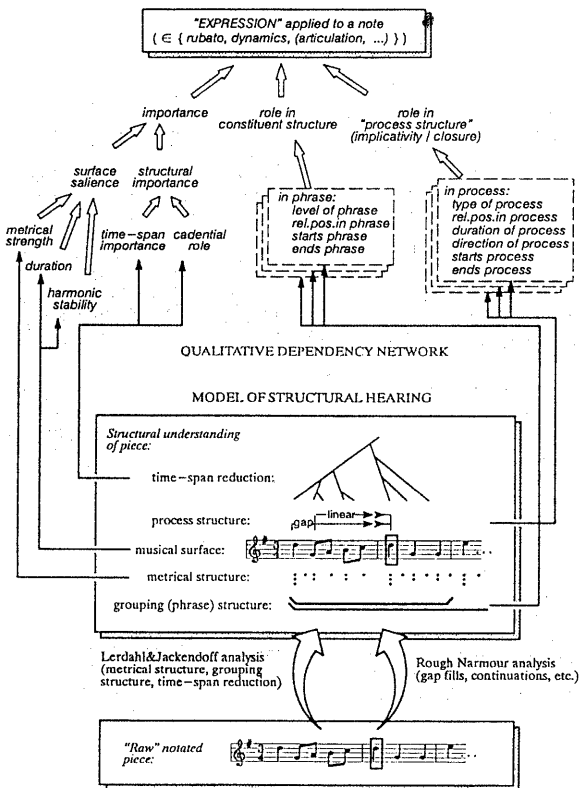 "EXPRESSION" applied to a note
( ∈ { rubato, dynamics, (articulation, ...) } )
importance
role in
constituent structure
role in
"process structure"
(implicativity / closure)
surface
salience
structural
importance
metrical
strength
duration
harmonic
stability
time-span
importance
cadential
role
in phrase:
level of phrase
rel.pos.in phrase
starts phrase
ends phrase
in process:
type of process
rel.pos.in process
duration of process
direction of process
starts process
ends process
QUALITATIVE DEPENDENCY NETWORK
MODEL OF STRUCTURAL HEARING
Structural understanding
of piece:
time-span reduction:
process structure:
gap
linear
musical surface:
metrical structure:
grouping (phrase) structure:
Lerdahl&Jackendoff analysis
(metrical structure, grouping
structure, time-span reduction)
Rough Narmour analysis
(gap fills, continuations, etc.)
"Raw" notated
piece: